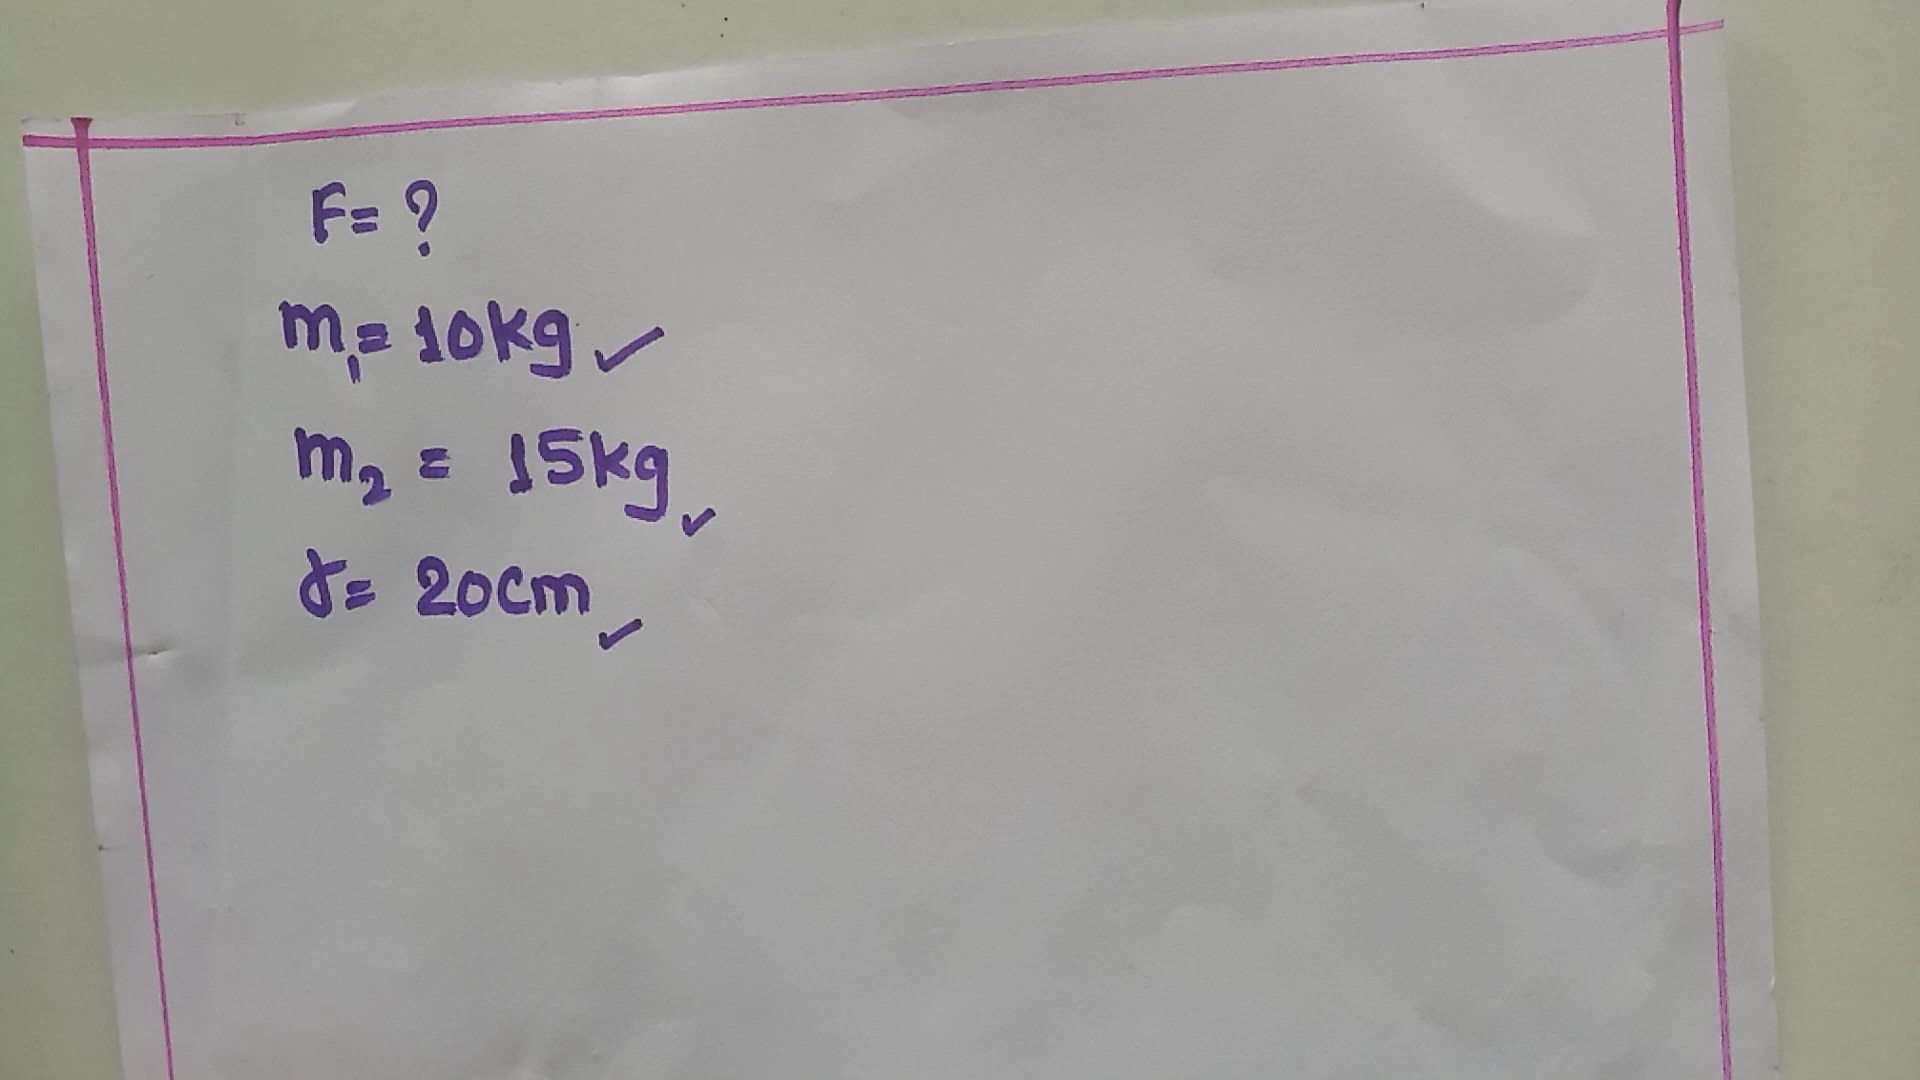 F= ?
m₁= 10kg ✓
m₂ = 15kg ✓
r= 20cm ✓